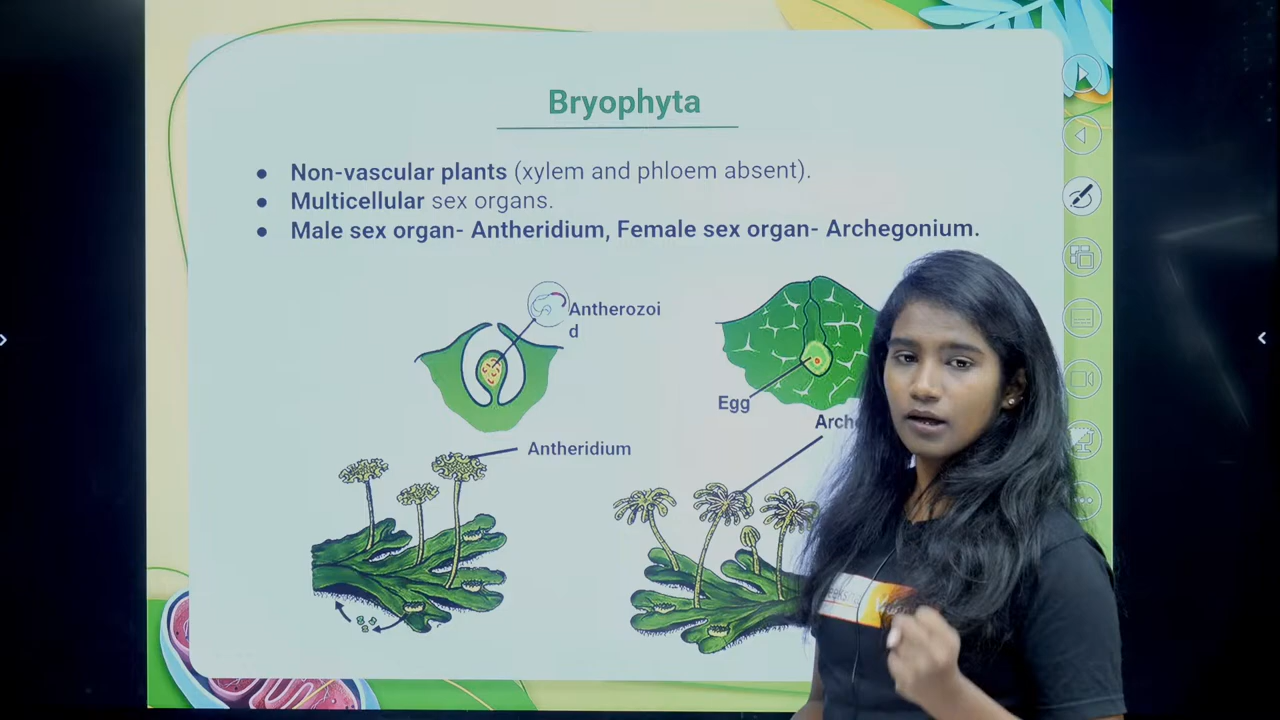 Bryophyta
● Non-vascular plants (xylem and phloem absent).
● Multicellular sex organs.
● Male sex organ- Antheridium, Female sex organ- Archegonium.
Antherozoi
d
Egg
Arche
Antheridium